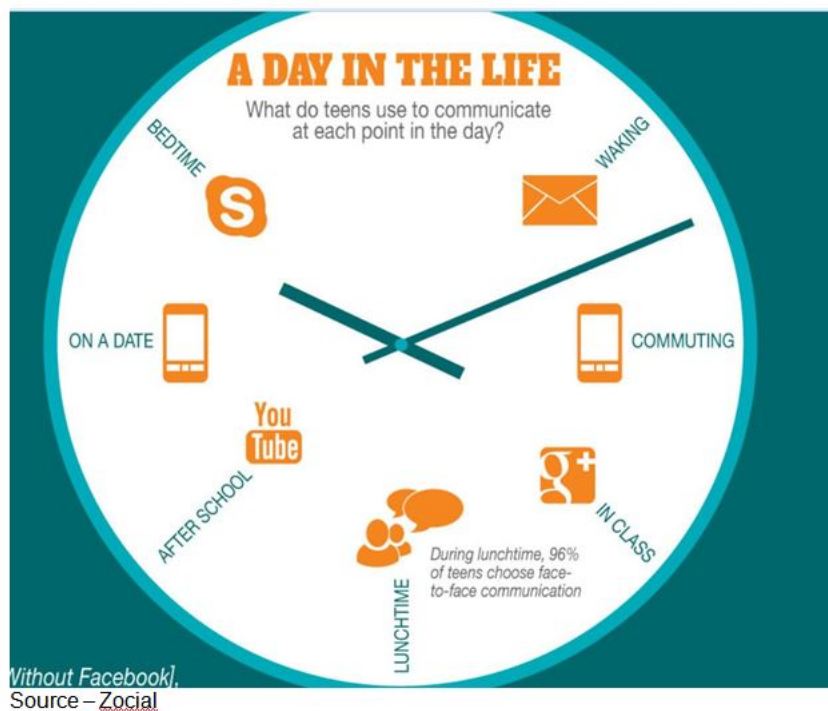 A DAY IN THE LIFE
What do teens use to communicate
at each point in the day?
BEDTIME
WAKING
S
ON A DATE
COMMUTING
You
Tube
g+
AFTER SCHOOL
IN CLASS
During lunchtime, 96%
of teens choose face-
to-face communication
LUNCHTIME
Without Facebook],
Source – Zocial